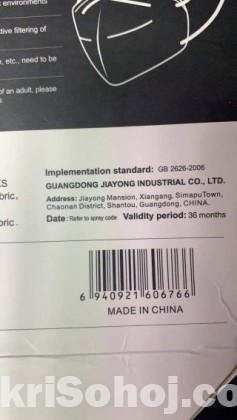 environments
tive filtering of
, etc., need to be
of an adult, please
Implementation standard: GB 2626-2006
KS
GUANGDONG JIAYONG INDUSTRIAL CO., LTD.
bric,
Address: Jiayong Mansion, Xiangang, SimapuTown,
Chaonan District, Shantou, Guangdong, CHINA.
bric.
Date: Refer to spray code Validity period: 36 months
6 940921 606766
MADE IN CHINA
kriSohoj.com